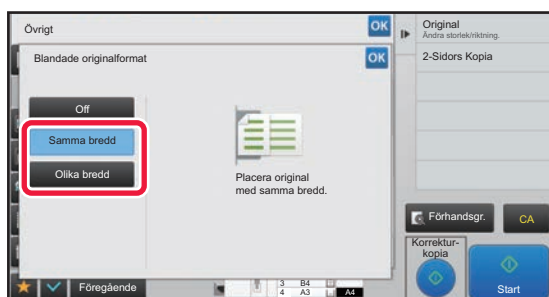 Övrigt
OK
Blandade originalformat
OK
Off
Samma bredd
Olika bredd
Placera original
med samma bredd.
Föregående
3 B4
4 A3
A4
Original
Ändra storlek/riktning.
2-Sidors Kopia
Förhandsgr.
CA
Korrektur-
kopia
Start